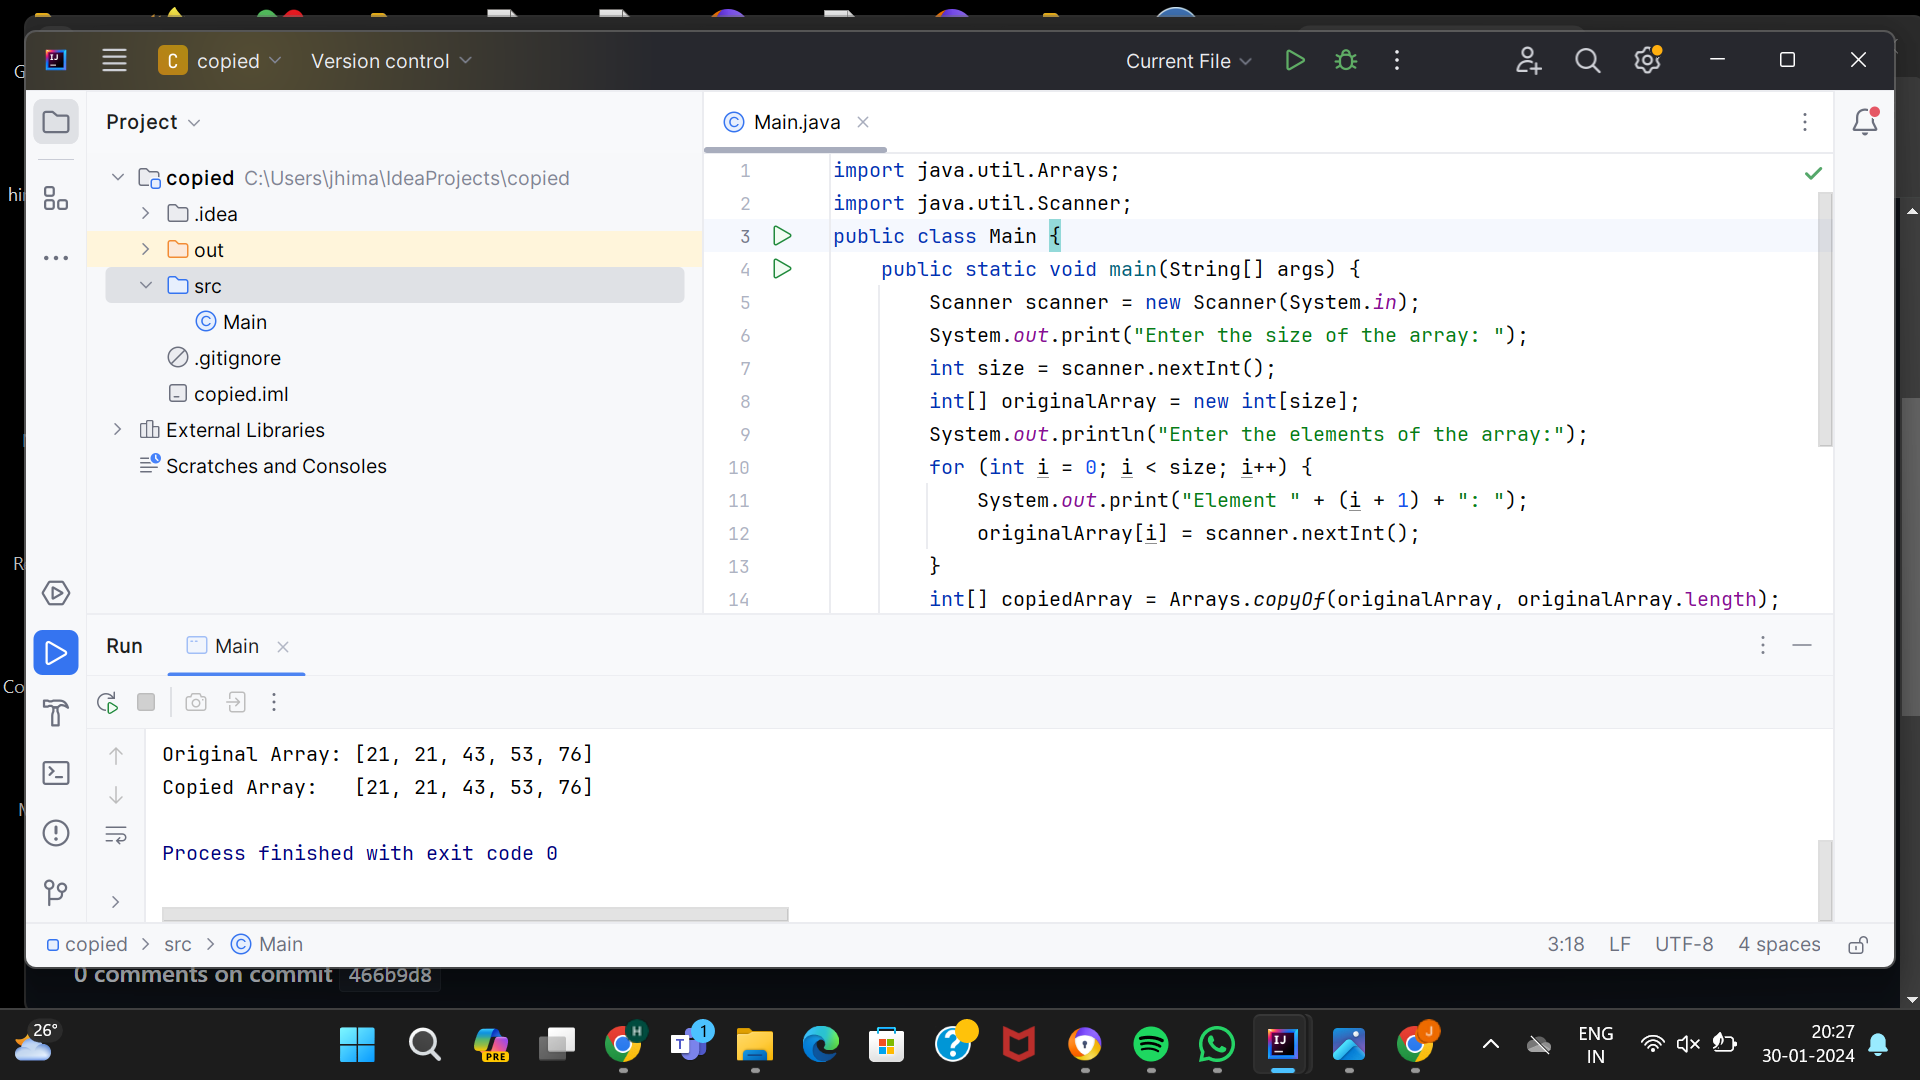 C copied Version control Current File
Project
Main.java
copied C:\Users\jhima\IdeaProjects\copied
.idea
out
src
Main
.gitignore
copied.iml
External Libraries
Scratches and Consoles
1 import java.util.Arrays;
2 import java.util.Scanner;
3 public class Main {
4 public static void main(String[] args) {
5 Scanner scanner = new Scanner(System.in);
6 System.out.print("Enter the size of the array: ");
7 int size = scanner.nextInt();
8 int[] originalArray = new int[size];
9 System.out.println("Enter the elements of the array:");
10 for (int i = 0; i < size; i++) {
11 System.out.print("Element " + (i + 1) + ": ");
12 originalArray[i] = scanner.nextInt();
13 }
14 int[] copiedArray = Arrays.copyOf(originalArray, originalArray.length);
Run Main
Original Array: [21, 21, 43, 53, 76]
Copied Array:   [21, 21, 43, 53, 76]
Process finished with exit code 0
copied > src > Main 3:18 LF UTF-8 4 spaces
0 comments on commit 466b9d8
26°
PRE
H
T 1
IJ
J
ENG
IN
20:27
30-01-2024